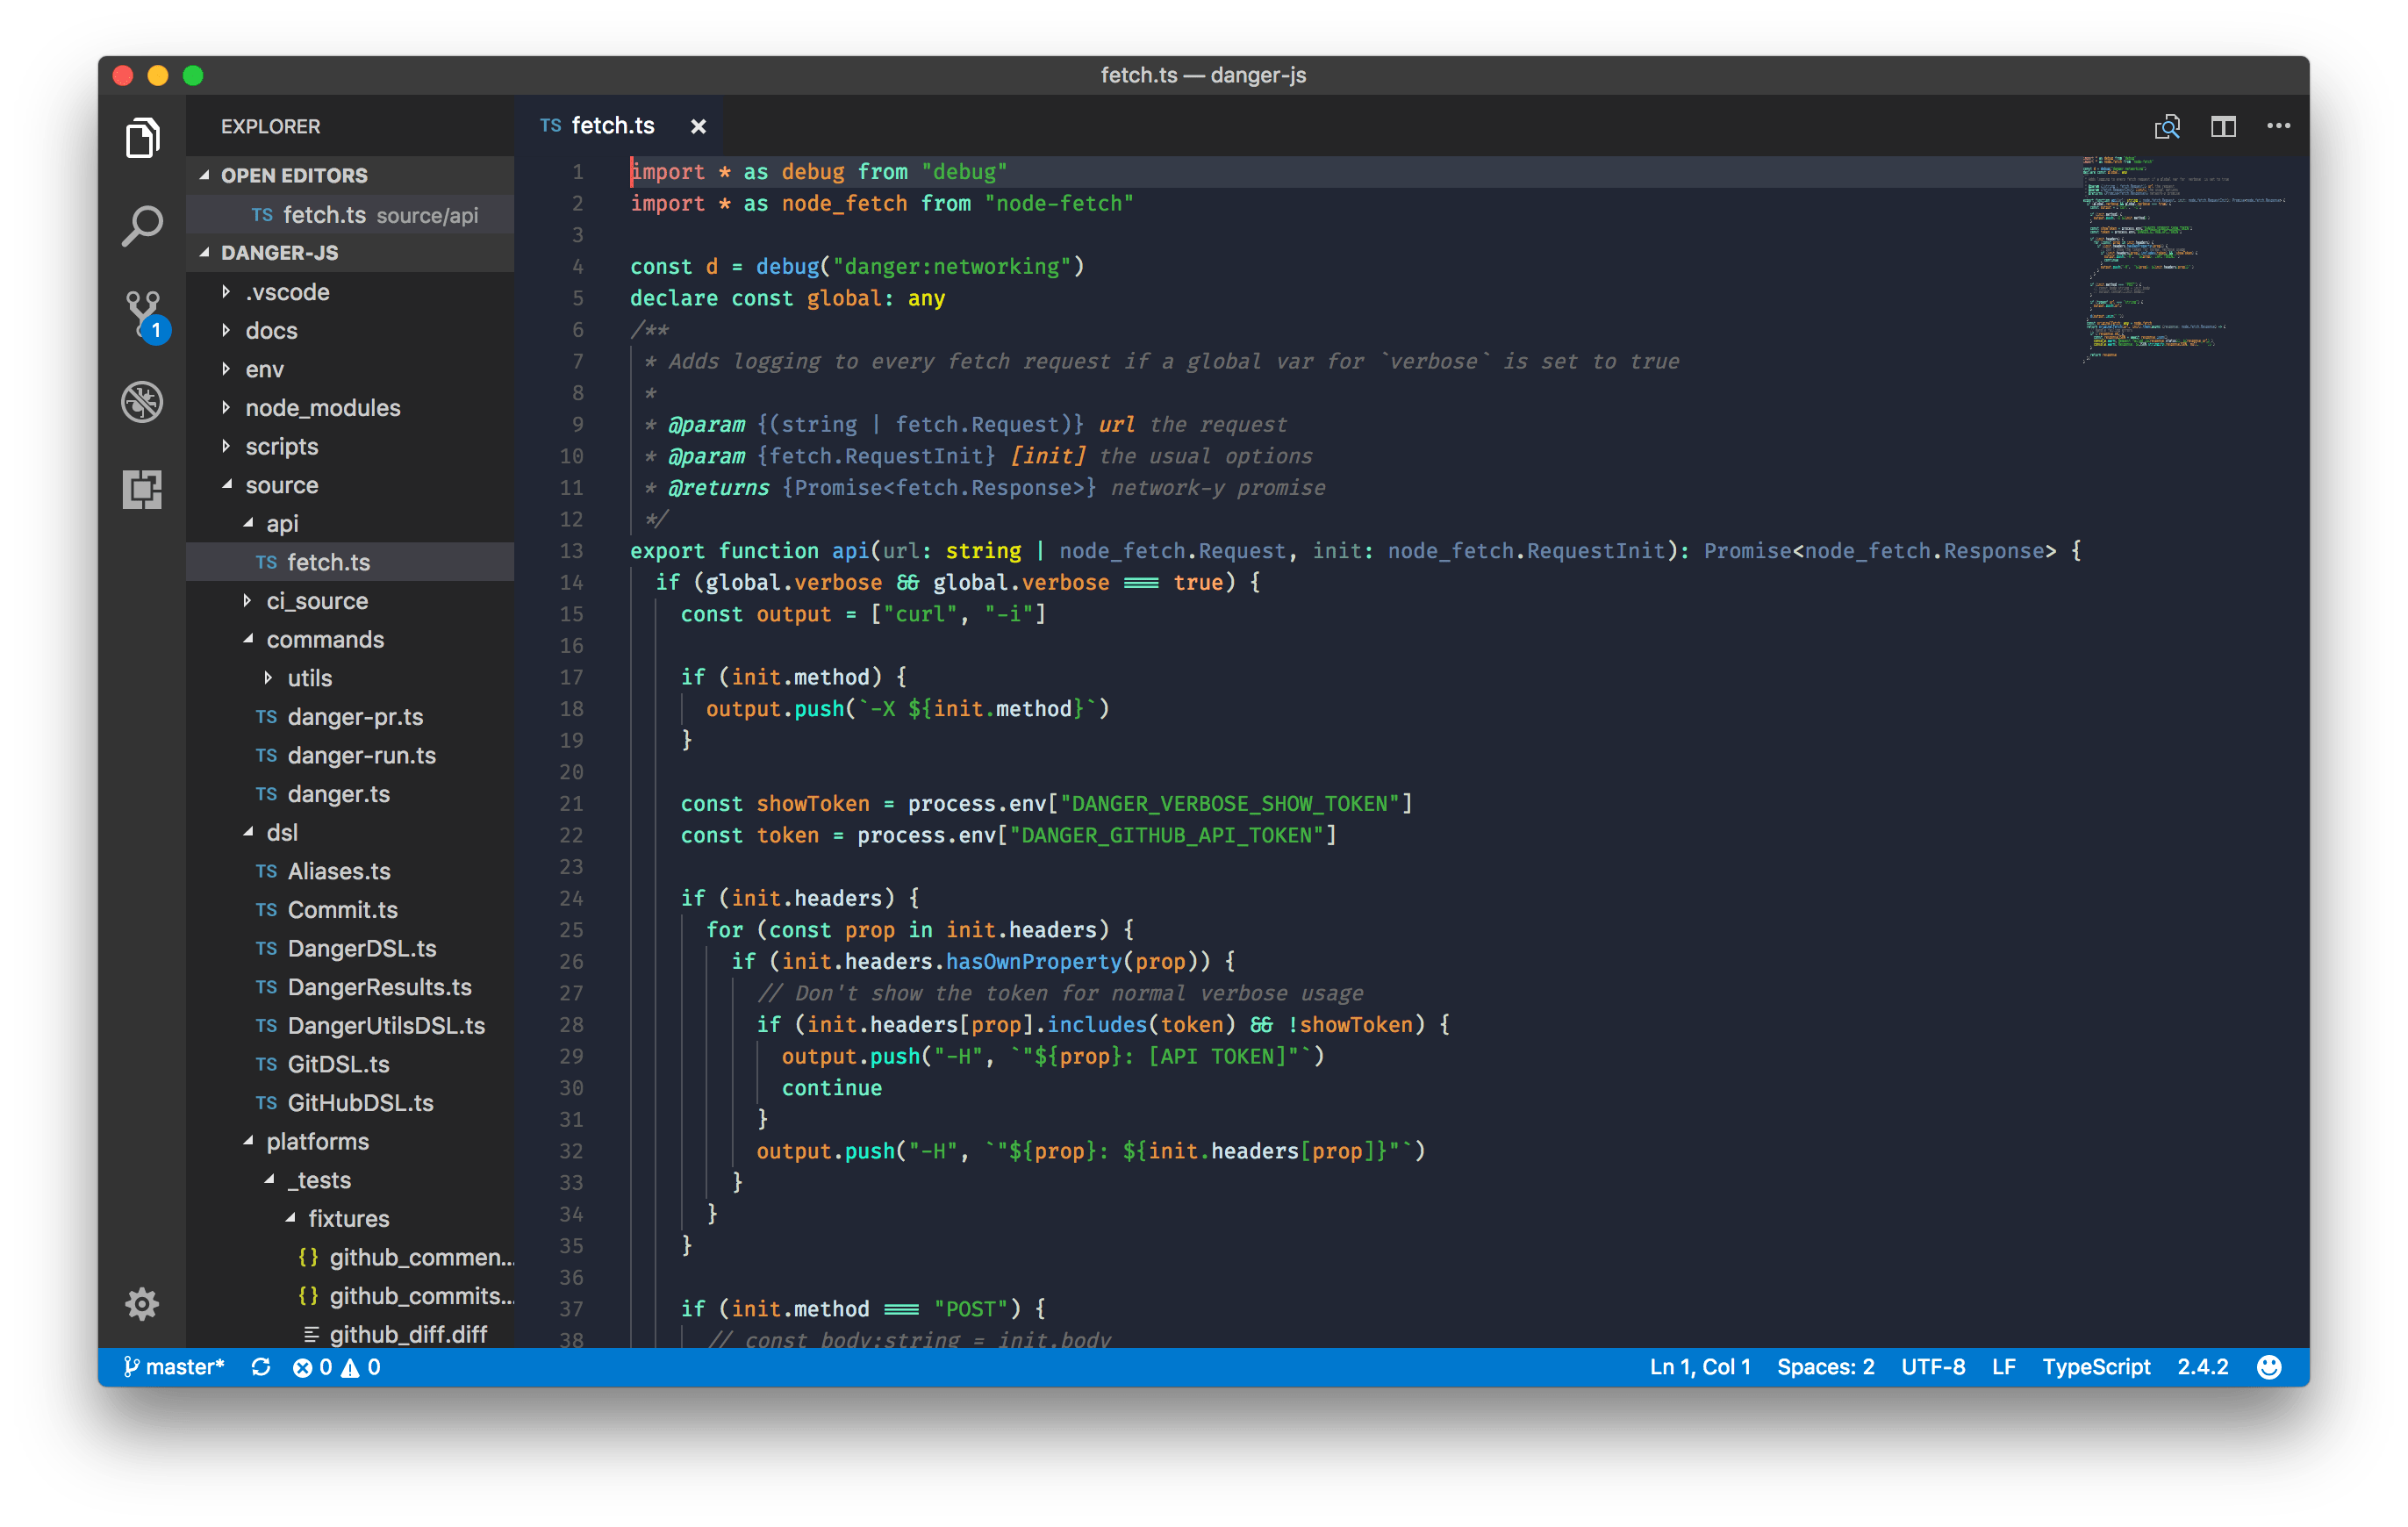 fetch.ts — danger-js
EXPLORER
OPEN EDITORS
TS fetch.ts source/api
DANGER-JS
.vscode
docs
env
node_modules
scripts
source
api
TS fetch.ts
ci_source
commands
utils
TS danger-pr.ts
TS danger-run.ts
TS danger.ts
dsl
TS Aliases.ts
TS Commit.ts
TS DangerDSL.ts
TS DangerResults.ts
TS DangerUtilsDSL.ts
TS GitDSL.ts
TS GitHubDSL.ts
platforms
_tests
fixtures
{} github_commen...
{} github_commits...
github_diff.diff
1
TS fetch.ts ×
1 import * as debug from "debug"
2 import * as node_fetch from "node-fetch"
3
4 const d = debug("danger:networking")
5 declare const global: any
6 /**
7 * Adds logging to every fetch request if a global var for `verbose` is set to true
8 *
9 * @param {(string | fetch.Request)} url the request
10 * @param {fetch.RequestInit} [init] the usual options
11 * @returns {Promise<fetch.Response>} network-y promise
12 */
13 export function api(url: string | node_fetch.Request, init: node_fetch.RequestInit): Promise<node_fetch.Response> {
14 if (global.verbose && global.verbose === true) {
15 const output = ["curl", "-i"]
16
17 if (init.method) {
18 output.push(`-X ${init.method}`)
19 }
20
21 const showToken = process.env["DANGER_VERBOSE_SHOW_TOKEN"]
22 const token = process.env["DANGER_GITHUB_API_TOKEN"]
23
24 if (init.headers) {
25 for (const prop in init.headers) {
26 if (init.headers.hasOwnProperty(prop)) {
27 // Don't show the token for normal verbose usage
28 if (init.headers[prop].includes(token) && !showToken) {
29 output.push("-H", `"${prop}: [API TOKEN]"`)
30 continue
31 }
32 output.push("-H", `"${prop}: ${init.headers[prop]}"`)
33 }
34 }
35 }
36
37 if (init.method === "POST") {
38 // const body:string = init.body
master* 0 0
Ln 1, Col 1 Spaces: 2 UTF-8 LF TypeScript 2.4.2